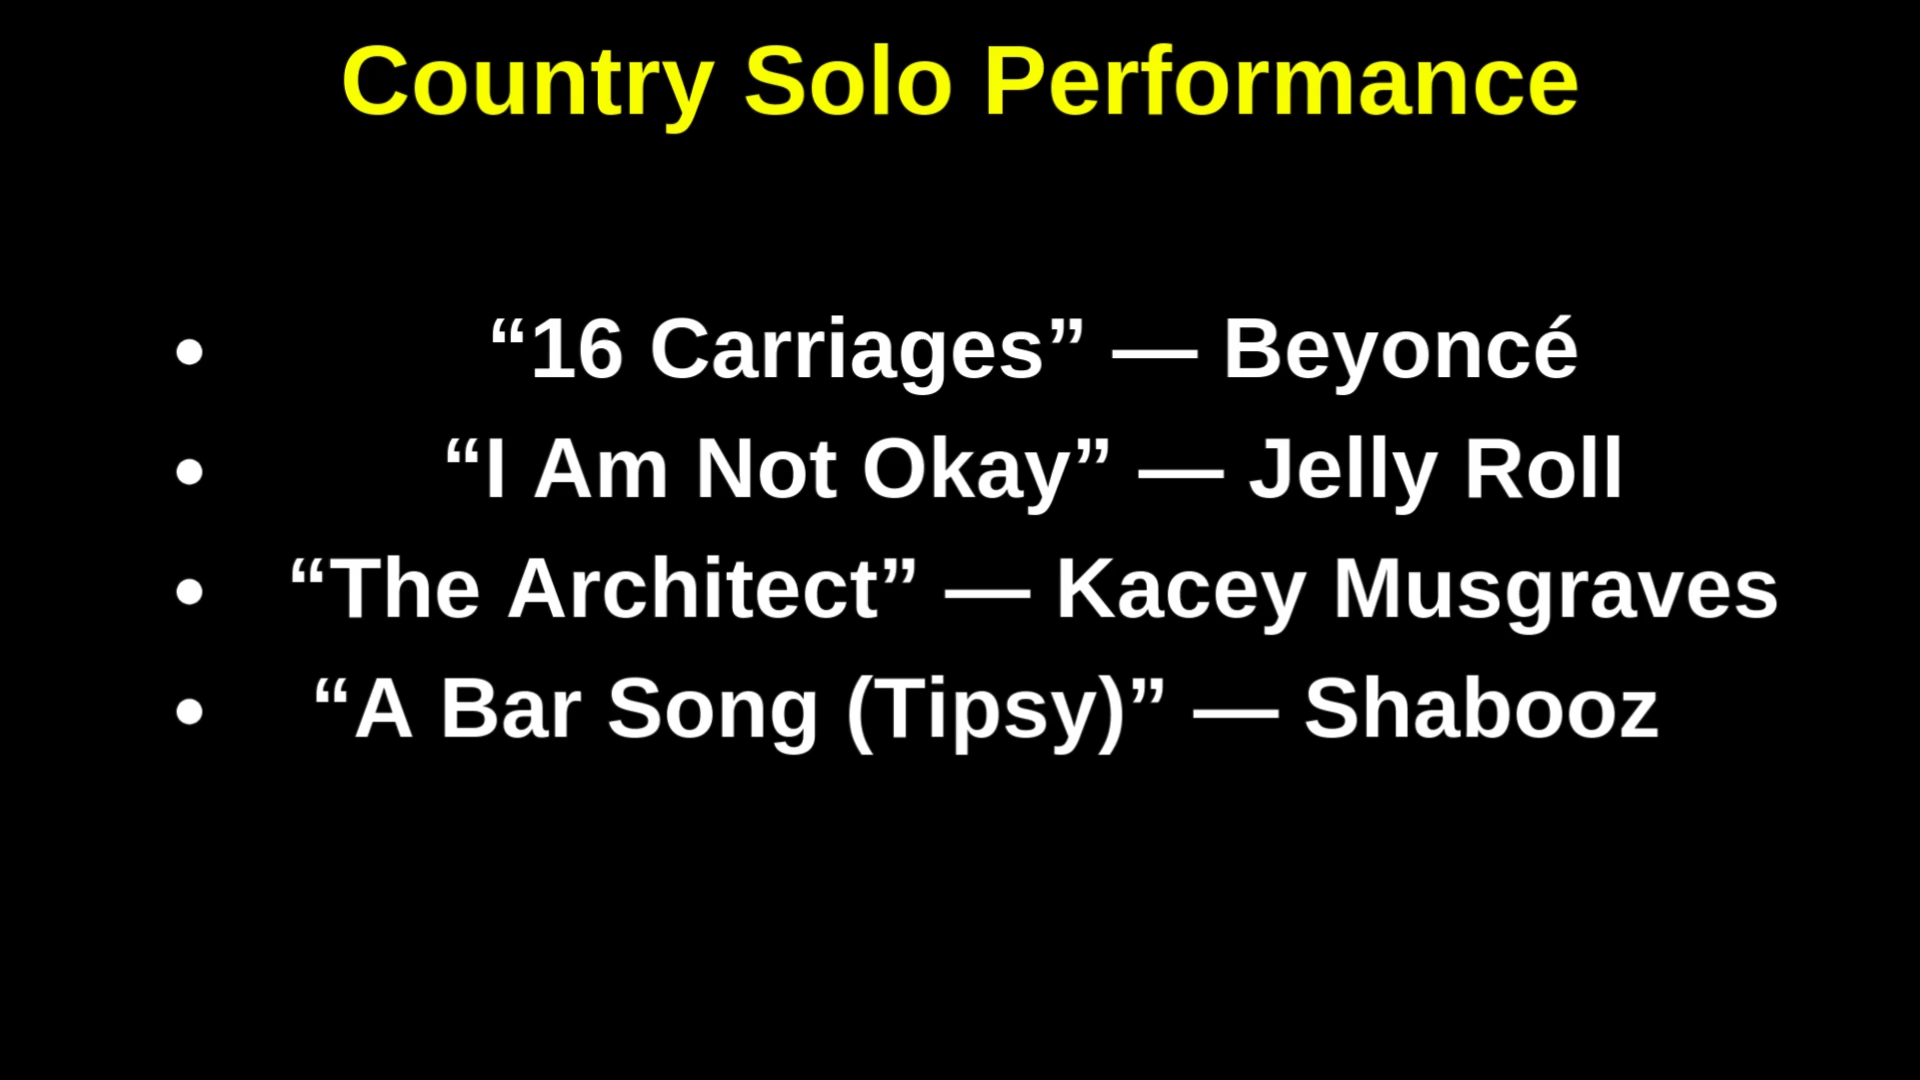 Country Solo Performance
• “16 Carriages” — Beyoncé
• “I Am Not Okay” — Jelly Roll
• “The Architect” — Kacey Musgraves
• “A Bar Song (Tipsy)” — Shabooz